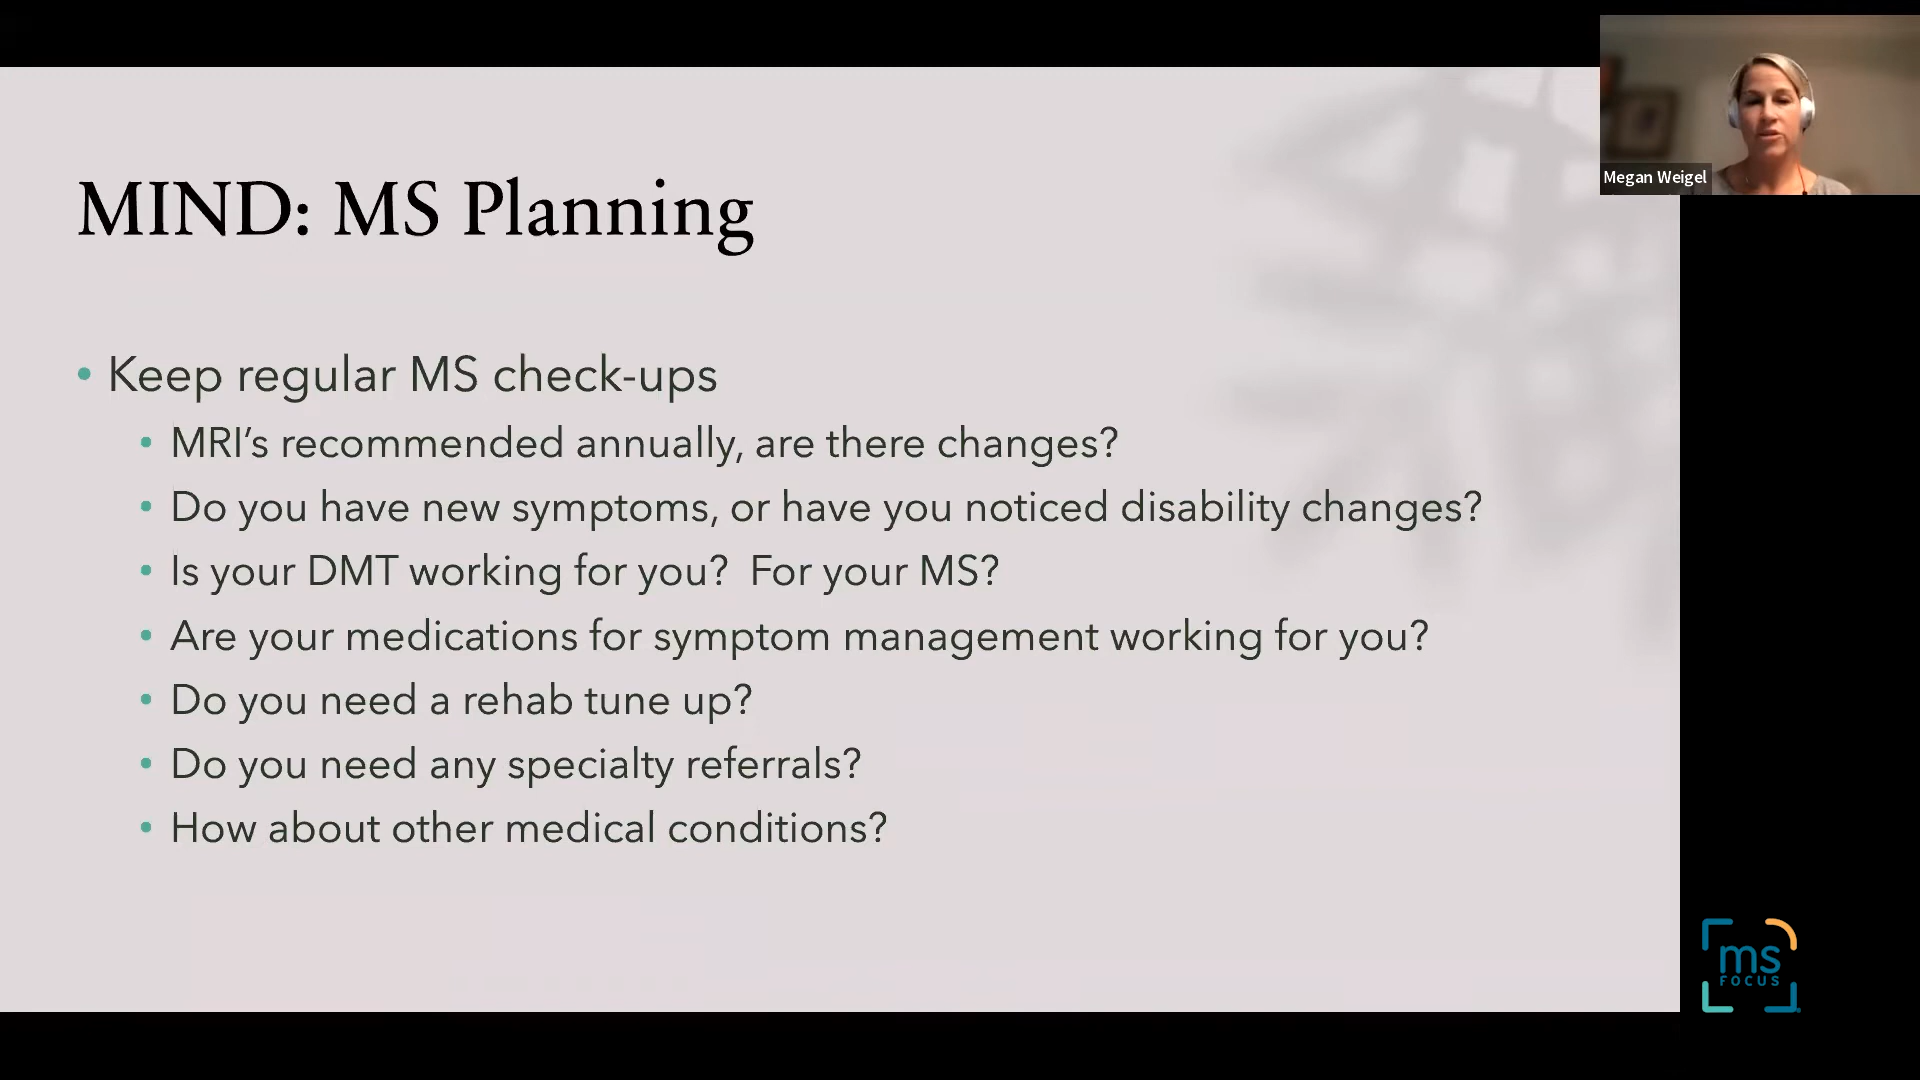 Megan Weigel
MIND: MS Planning
• Keep regular MS check-ups
• MRI’s recommended annually, are there changes?
• Do you have new symptoms, or have you noticed disability changes?
• Is your DMT working for you?  For your MS?
• Are your medications for symptom management working for you?
• Do you need a rehab tune up?
• Do you need any specialty referrals?
• How about other medical conditions?
ms
FOCUS